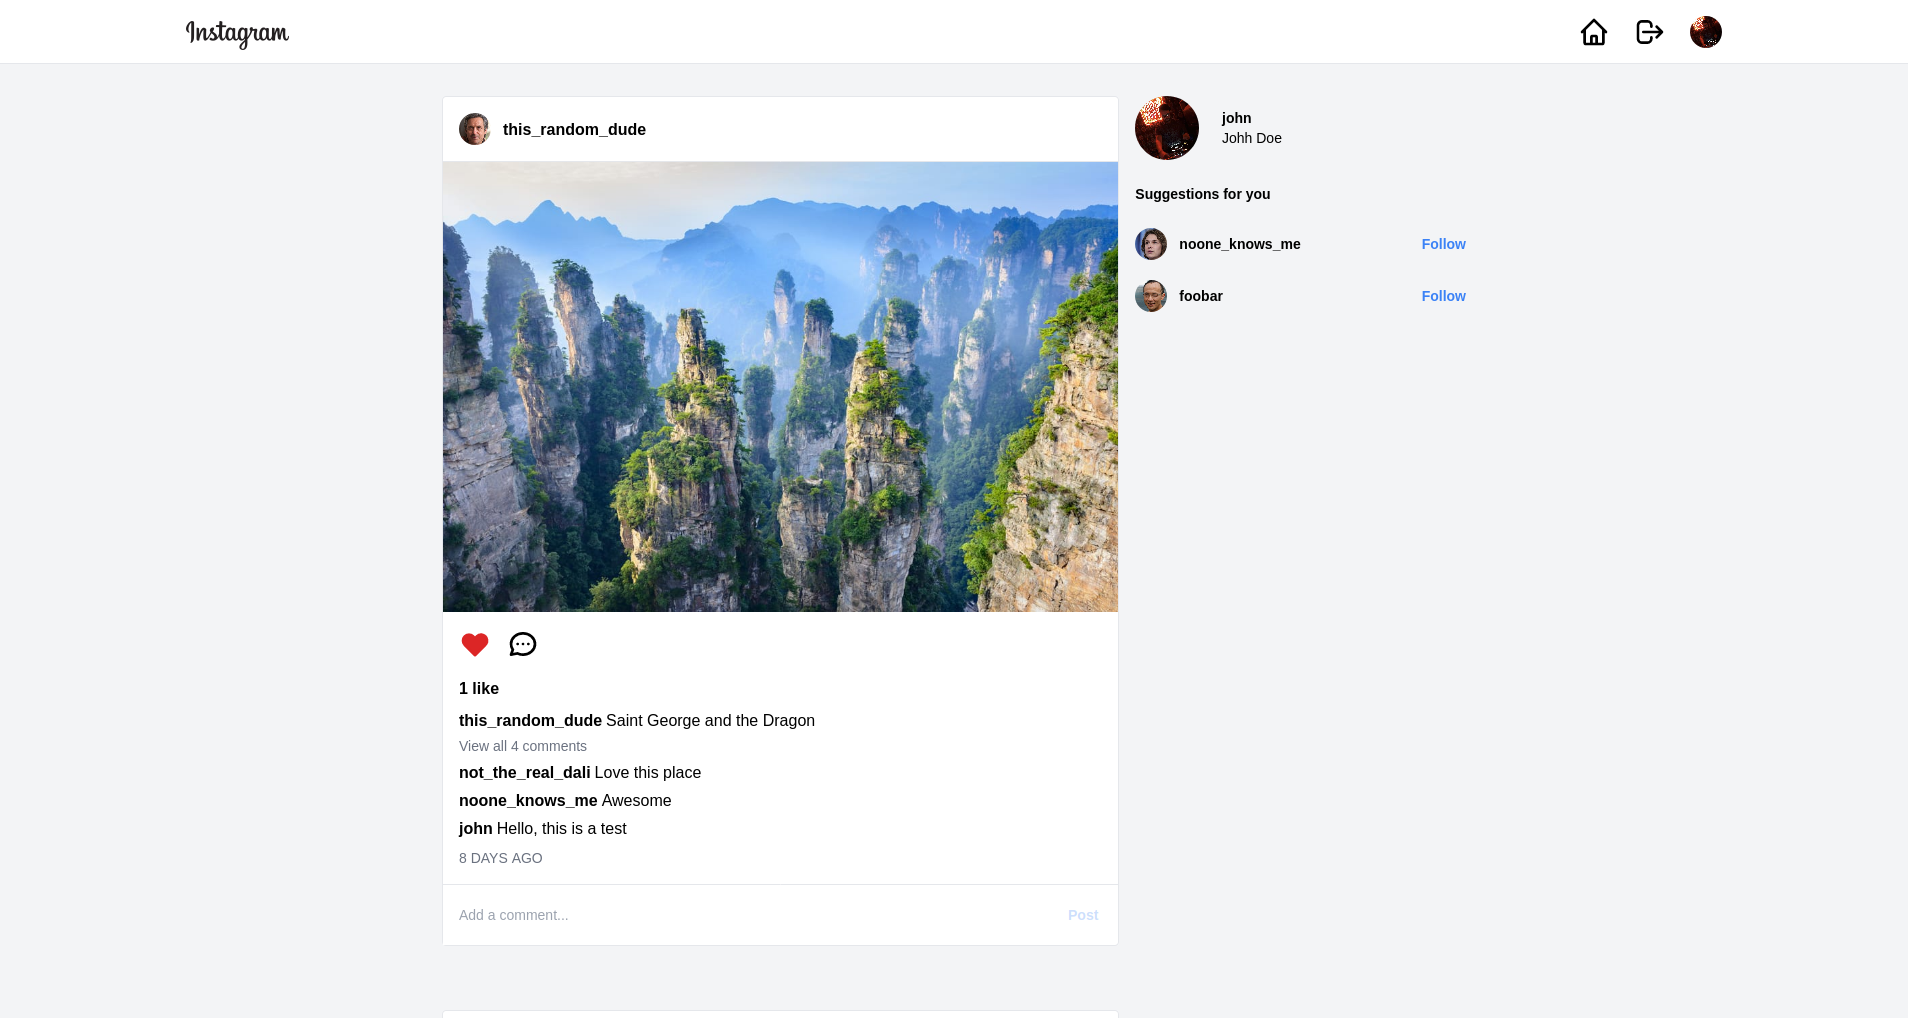 Instagram
this_random_dude
1 like
this_random_dude Saint George and the Dragon
View all 4 comments
not_the_real_dali Love this place
noone_knows_me Awesome
john Hello, this is a test
8 DAYS AGO
Add a comment... Post
john
Johh Doe
Suggestions for you
noone_knows_me Follow
foobar Follow